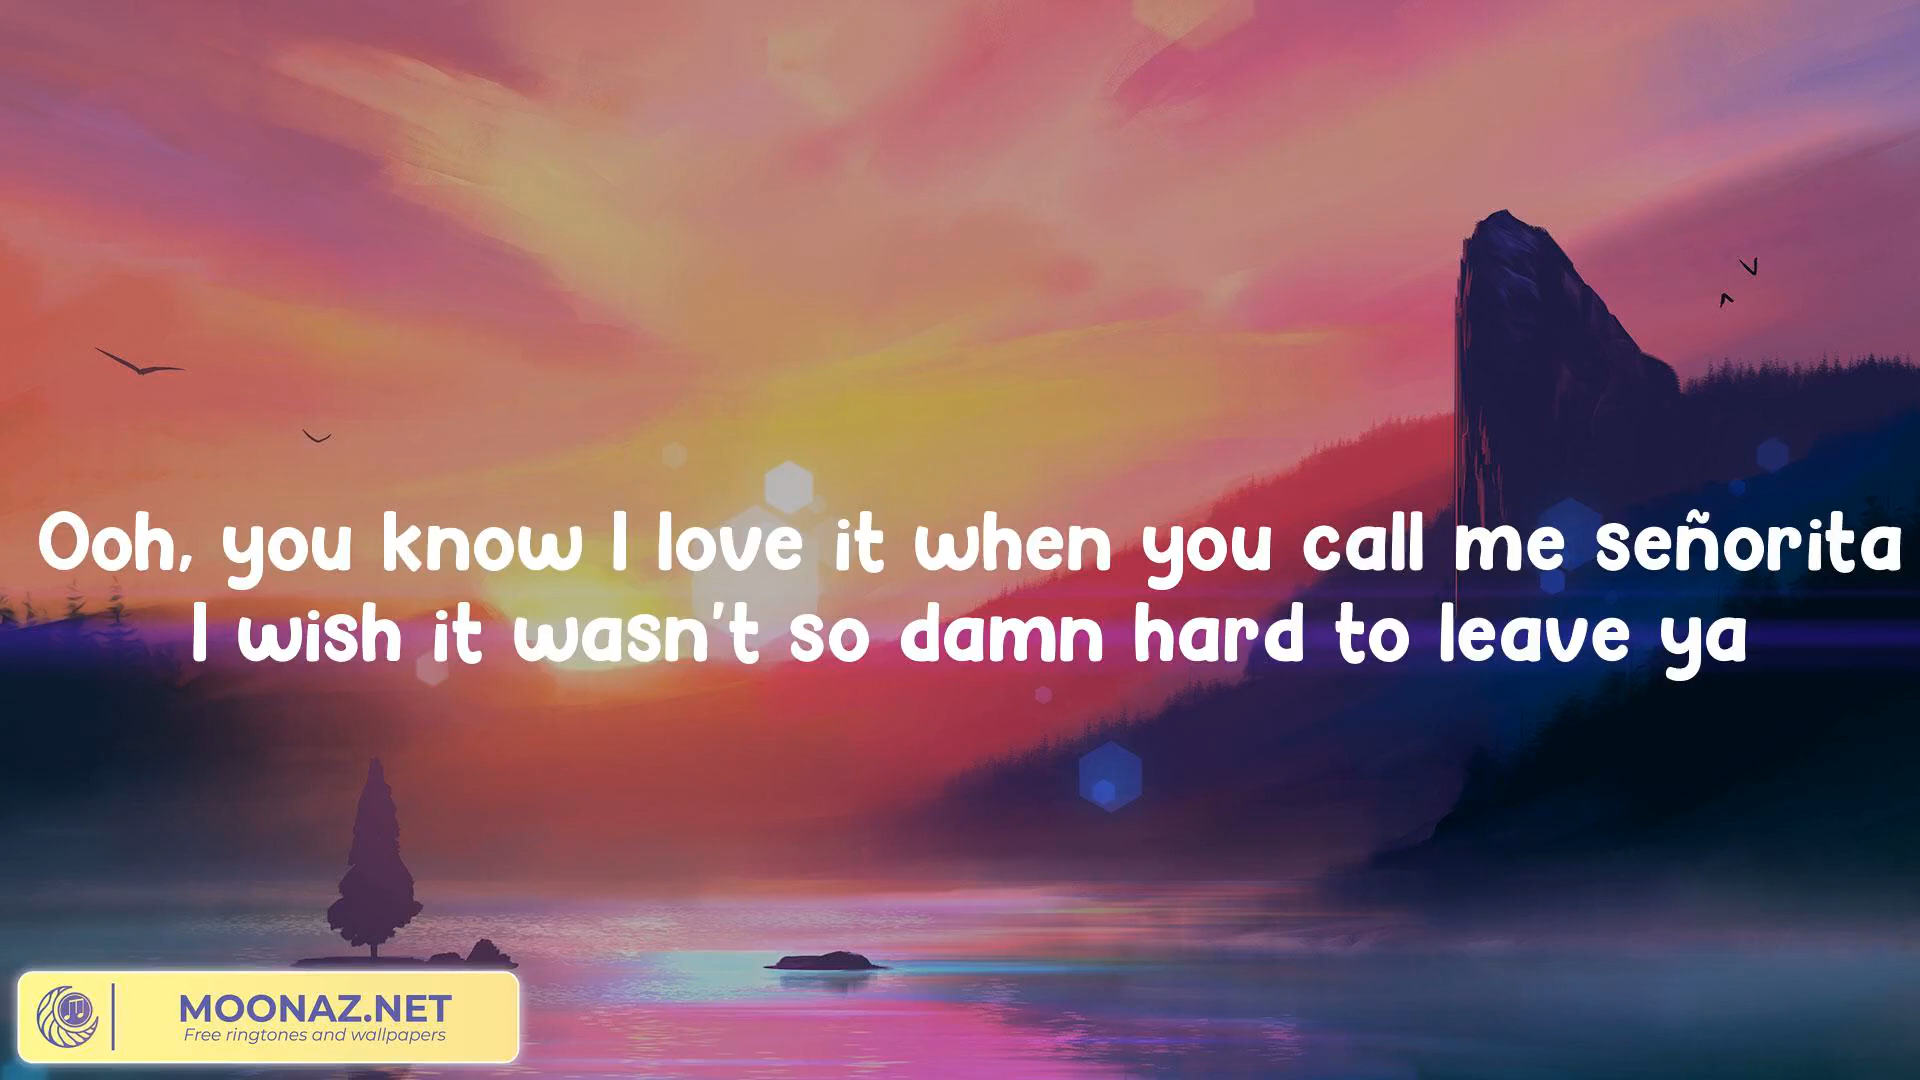 Ooh, you know I love it when you call me señorita
I wish it wasn't so damn hard to leave ya
MOONAZ.NET
Free ringtones and wallpapers